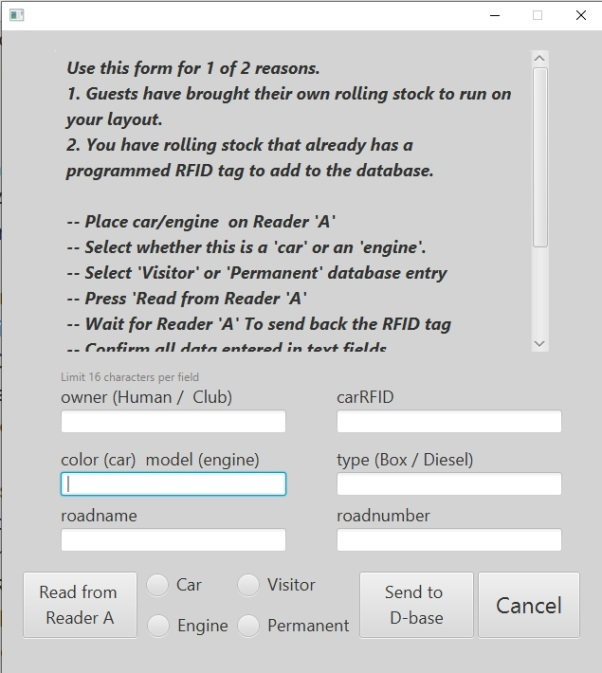 Use this form for 1 of 2 reasons.
1. Guests have brought their own rolling stock to run on
your layout.
2. You have rolling stock that already has a
programmed RFID tag to add to the database.
-- Place car/engine  on Reader 'A'
-- Select whether this is a 'car' or an 'engine'.
-- Select 'Visitor' or 'Permanent' database entry
-- Press 'Read from Reader 'A'
-- Wait for Reader 'A' To send back the RFID tag
-- Confirm all data entered in text fields
Limit 16 characters per field
owner (Human /  Club)
carRFID
color (car)  model (engine)
type (Box / Diesel)
roadname
roadnumber
Read from
Reader A
Car
Visitor
Engine
Permanent
Send to
D-base
Cancel